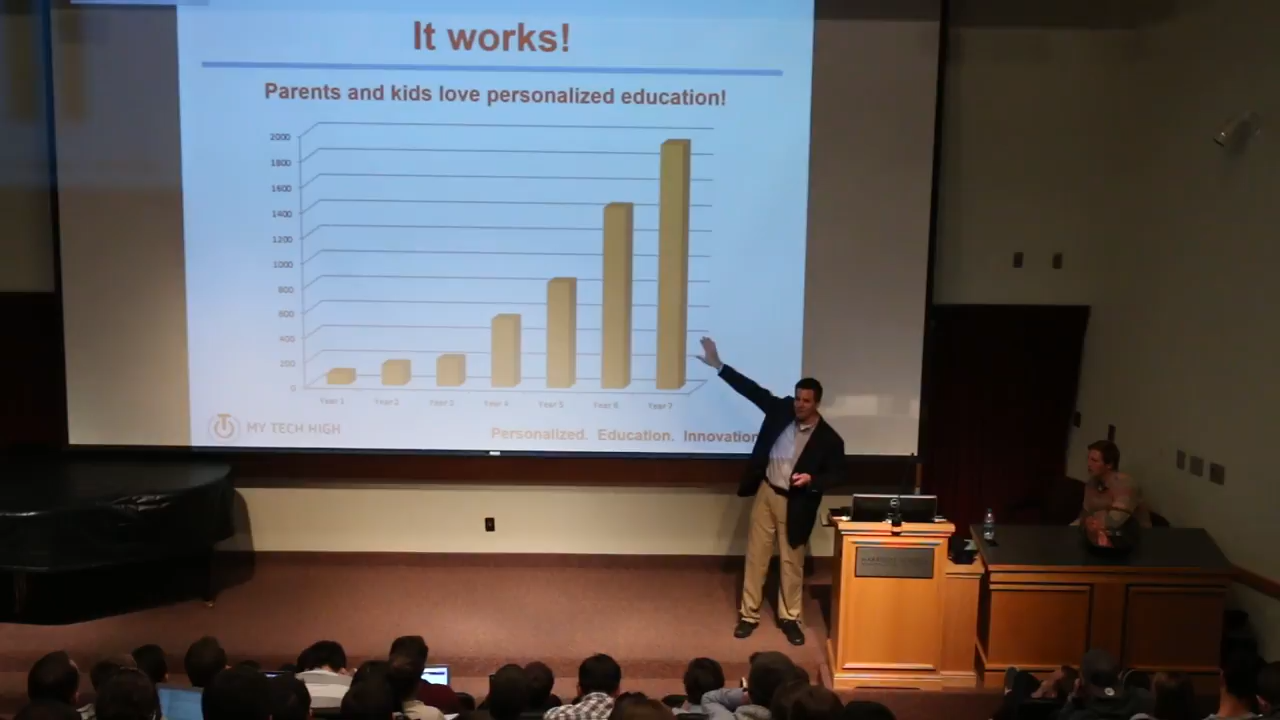 It works!
Parents and kids love personalized education!
2000
1800
1600
1400
1200
1000
800
600
400
200
0
Year 1 Year 2 Year 3 Year 4 Year 5 Year 6 Year 7
MY TECH HIGH
Personalized. Education. Innovation